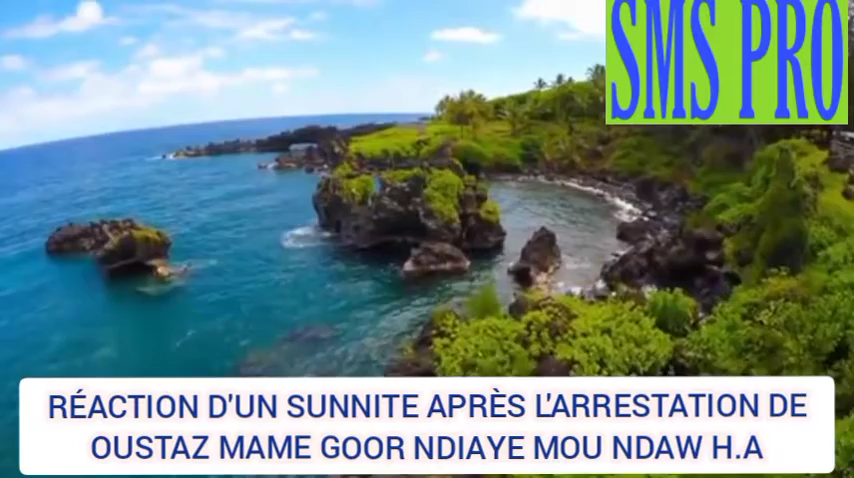 SMS PRO
RÉACTION D'UN SUNNITE APRÈS L'ARRESTATION DE
OUSTAZ MAME GOOR NDIAYE MOU NDAW H.A